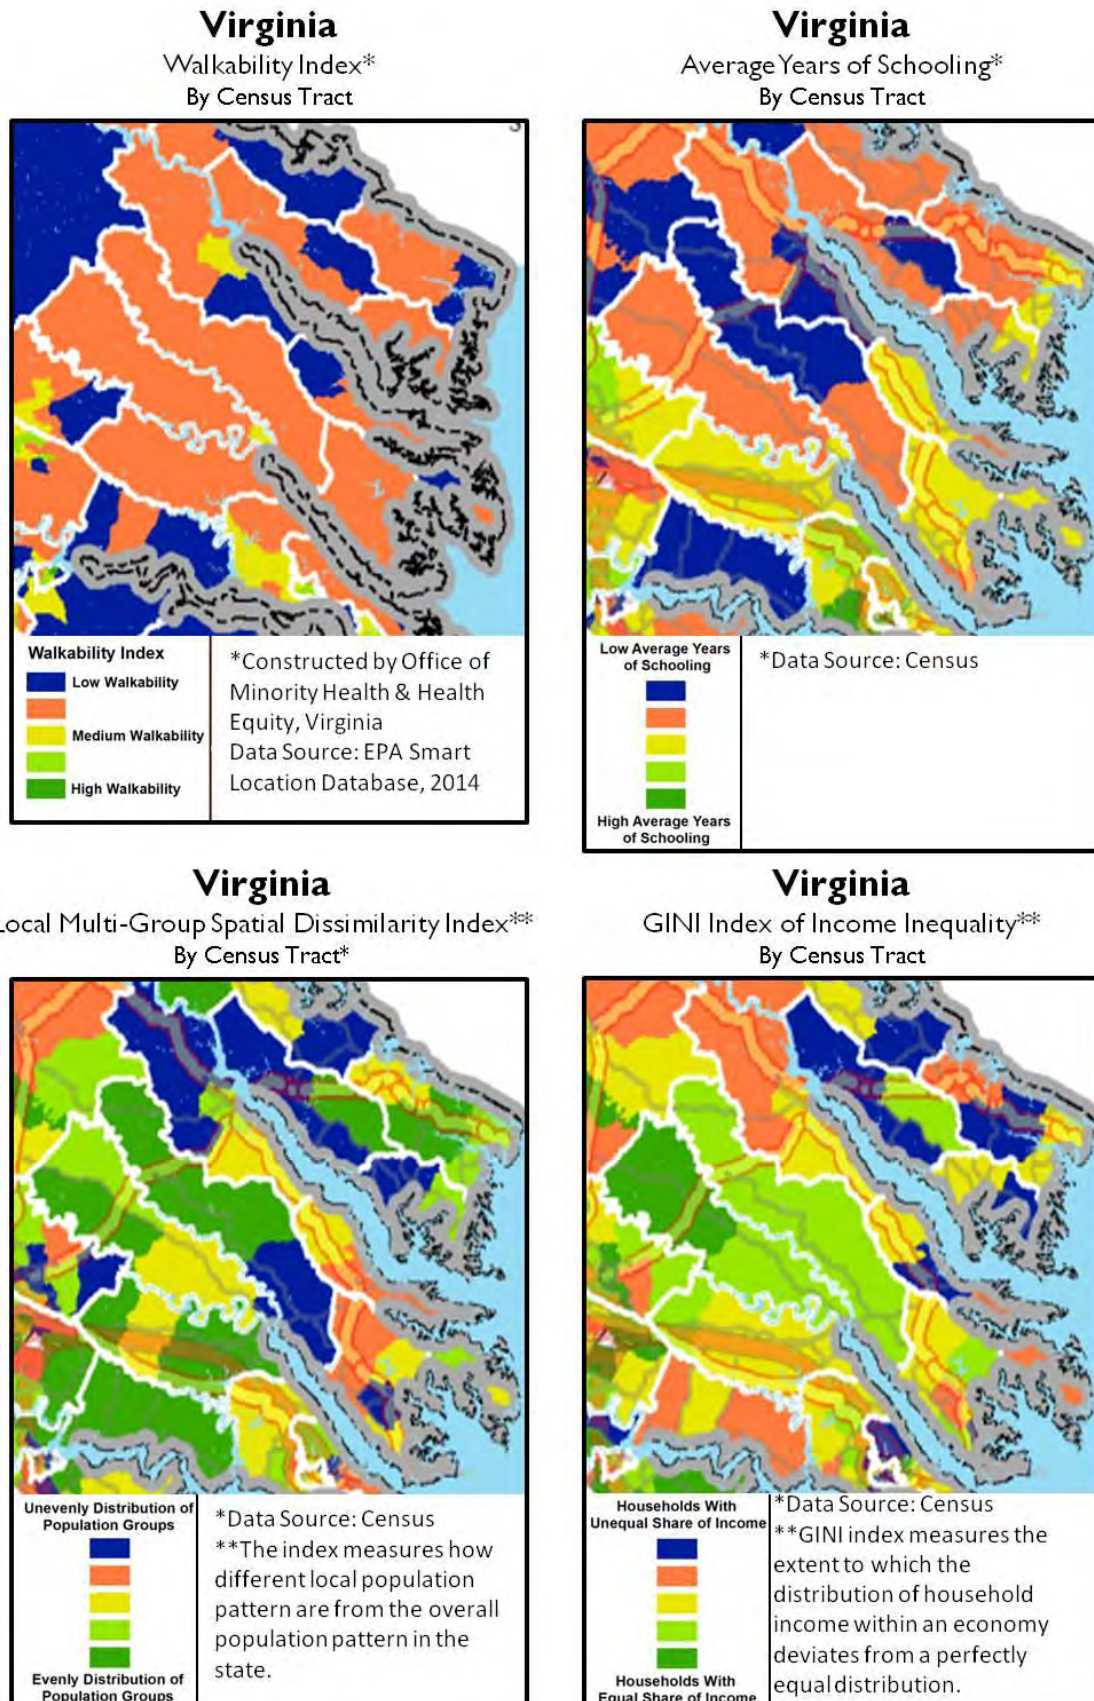 Virginia
Walkability Index*
By Census Tract
Walkability Index
Low Walkability
Medium Walkability
High Walkability
*Constructed by Office of
Minority Health & Health
Equity, Virginia
Data Source: EPA Smart
Location Database, 2014
Virginia
Average Years of Schooling*
By Census Tract
Low Average Years
of Schooling
High Average Years
of Schooling
*Data Source: Census
Virginia
Local Multi-Group Spatial Dissimilarity Index**
By Census Tract*
Unevenly Distribution of
Population Groups
Evenly Distribution of
Population Groups
*Data Source: Census
**The index measures how
different local population
pattern are from the overall
population pattern in the
state.
Virginia
GINI Index of Income Inequality**
By Census Tract
Households With
Unequal Share of Income
Households With
Equal Share of Income
*Data Source: Census
**GINI index measures the
extent to which the
distribution of household
income within an economy
deviates from a perfectly
equal distribution.